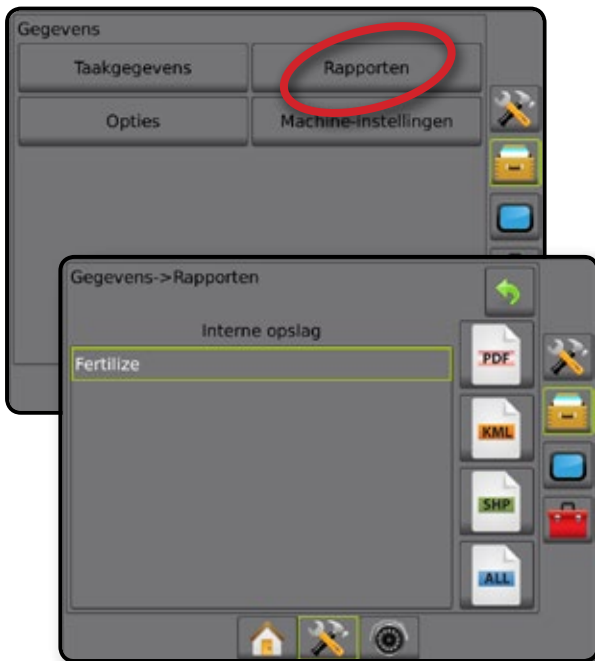 Gegevens
Taakgegevens
Rapporten
Opties
Machine-instellingen
Gegevens->Rapporten
Interne opslag
Fertilize
PDF
KML
SHP
ALL